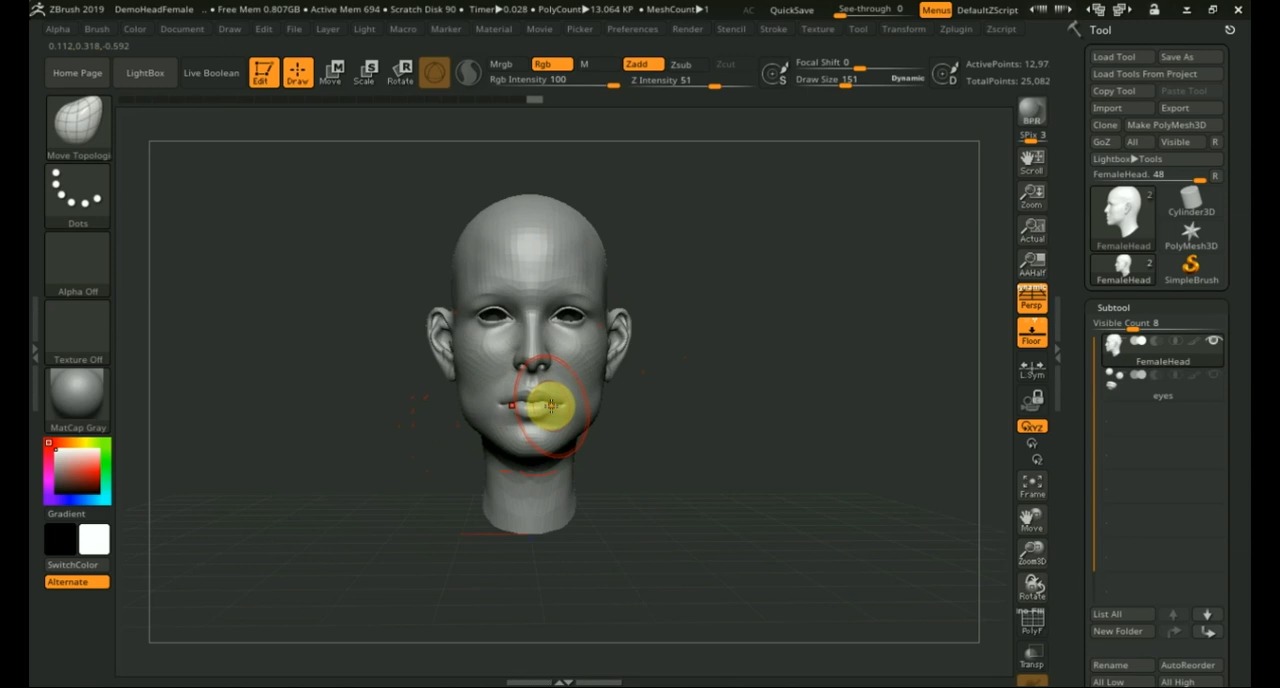 ZBrush 2019 DemoHeadFemale .. • Free Mem 0.807GB • Active Mem 694 • Scratch Disk 90 • Timer▶0.028 • PolyCount▶13.064 KP • MeshCount▶1 AC QuickSave See-through 0 Menus DefaultZScript
Alpha Brush Color Document Draw Edit File Layer Light Macro Marker Material Movie Picker Preferences Render Stencil Stroke Texture Tool Transform Zplugin Zscript
0.112,0.318,-0.592
Home Page
LightBox
Live Boolean
Edit
Draw
Move
Scale
Rotate
Mrgb Rgb M
Rgb Intensity 100
Zadd Zsub Zcut
Z Intensity 51
S
Focal Shift 0
Draw Size 151 Dynamic
D
ActivePoints: 12,97
TotalPoints: 25,082
Move Topologi
Dots
Alpha Off
Texture Off
MatCap Gray
Gradient
SwitchColor
Alternate
BPR
SPix 3
Scroll
Zoom
Actual
AAHalf
Dynamic
Persp
Floor
L.Sym
XYZ
Frame
Move
Zoom3D
Rotate
Line Fill
PolyF
Transp
Tool
Load Tool Save As
Load Tools From Project
Copy Tool Paste Tool
Import Export
Clone Make PolyMesh3D
GoZ All Visible R
Lightbox▶Tools
FemaleHead. 48 R
2
FemaleHead
Cylinder3D
PolyMesh3D
2
FemaleHead
SimpleBrush
Subtool
Visible Count 8
FemaleHead
eyes
List All
New Folder
Rename AutoReorder
All Low All High